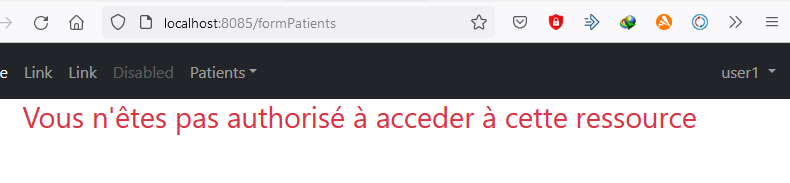 localhost:8085/formPatients
e Link Link Disabled Patients user1
Vous n'êtes pas authorisé à acceder à cette ressource